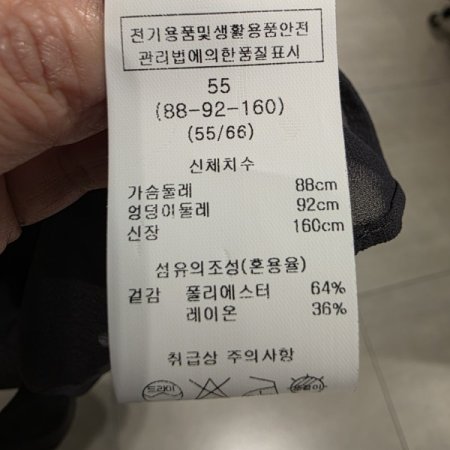 전기용품및생활용품안전
관리법에의한품질표시
55
(88-92-160)
(55/66)
신체치수
가슴둘레 88cm
엉덩이둘레 92cm
신장 160cm
섬유의조성(혼용율)
겉감 폴리에스터 64%
레이온 36%
취급상 주의사항
드라이